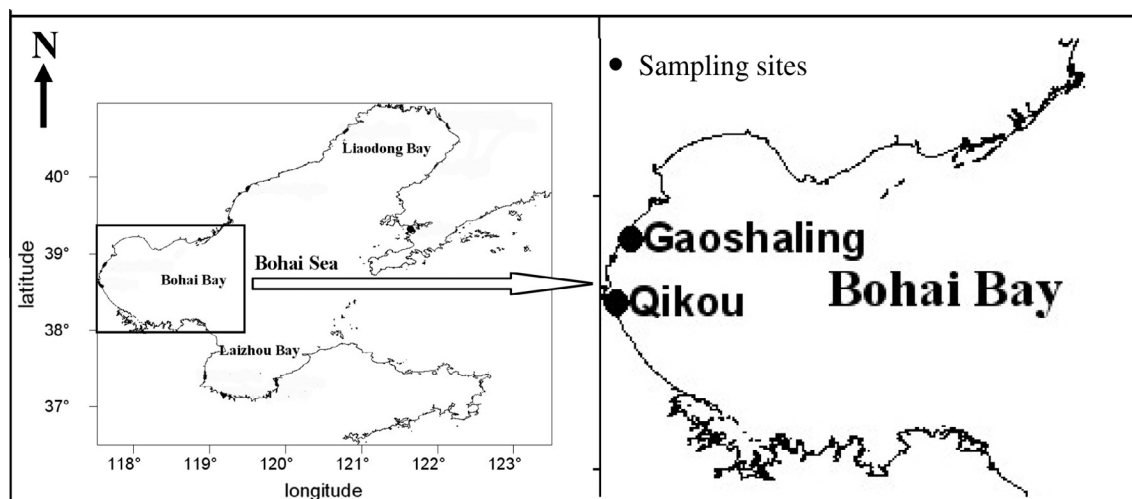 N
Liaodong Bay
40°
39°
Bohai Sea
Bohai Bay
38°
Laizhou Bay
37°
latitude
118° 119° 120° 121° 122° 123°
longitude
• Sampling sites
Gaoshaling
Bohai Bay
Qikou